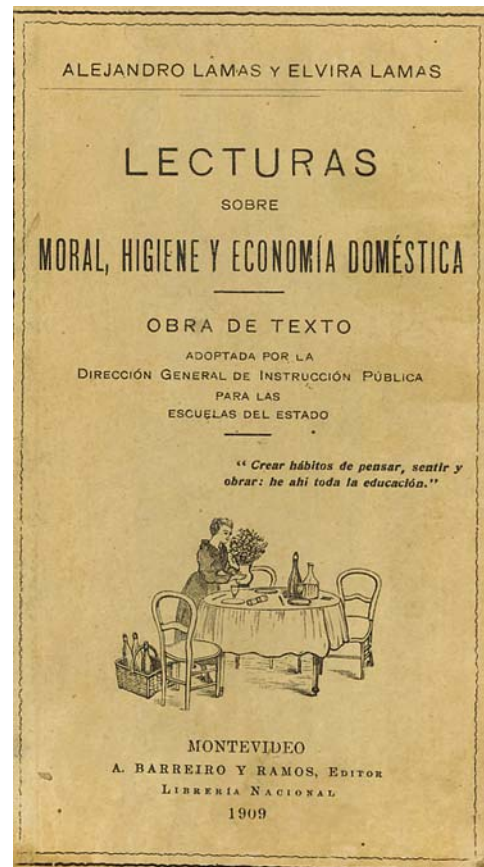 ALEJANDRO LAMAS Y ELVIRA LAMAS
LECTURAS
SOBRE
MORAL, HIGIENE Y ECONOMÍA DOMÉSTICA
OBRA DE TEXTO
ADOPTADA POR LA
DIRECCIÓN GENERAL DE INSTRUCCIÓN PÚBLICA
PARA LAS
ESCUELAS DEL ESTADO
“ Crear hábitos de pensar, sentir y
obrar: he ahi toda la educación.”
MONTEVIDEO
A. BARREIRO Y RAMOS, EDITOR
LIBRERÍA NACIONAL
1909